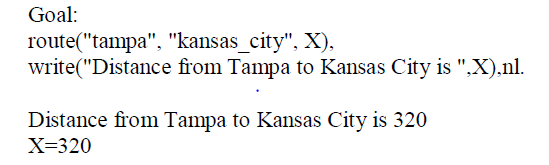 Goal:
route("tampa", "kansas_city", X),
write("Distance from Tampa to Kansas City is ",X),nl.
Distance from Tampa to Kansas City is 320
X=320